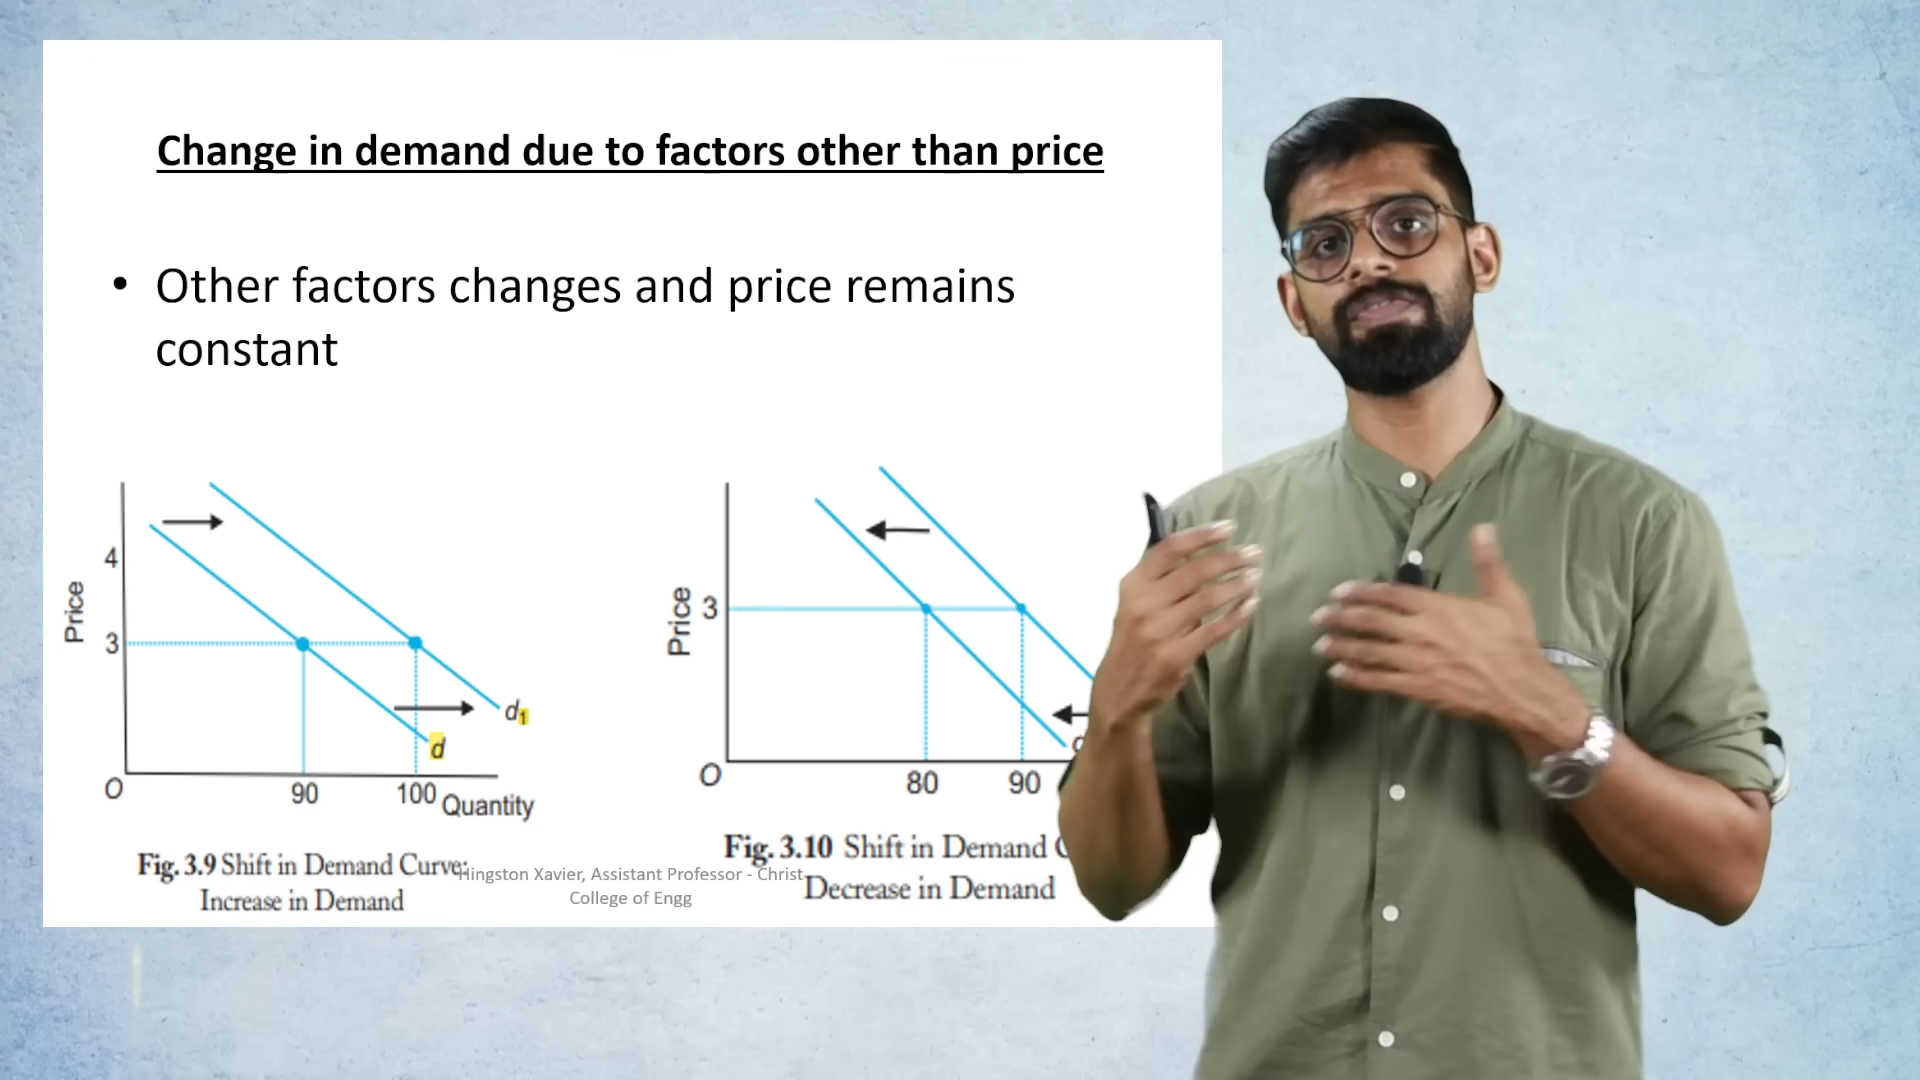 Change in demand due to factors other than price
• Other factors changes and price remains
constant
Price
4
3
O
90
100
Quantity
d1
d
Fig. 3.9 Shift in Demand Curve:
Increase in Demand
Price
3
O
80
90
Fig. 3.10 Shift in Demand
Decrease in Demand
Hingston Xavier, Assistant Professor - Christ
College of Engg